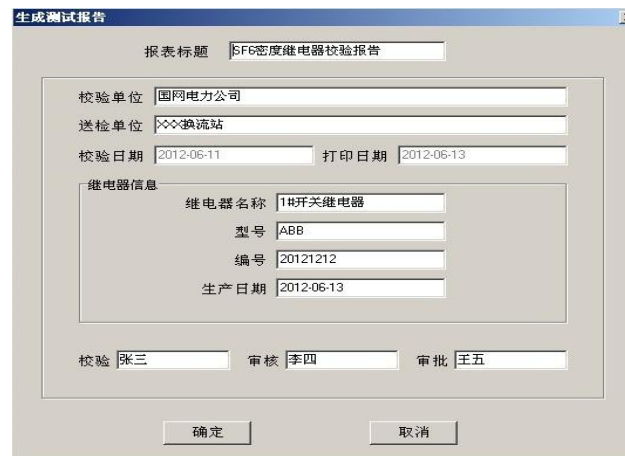 生成测试报告
报表标题 SF6密度继电器校验报告
校验单位 国网电力公司
送检单位 XXX换流站
校验日期 2012-06-11 打印日期 2012-06-13
继电器信息
继电器名称 1#开关继电器
型号 ABB
编号 20121212
生产日期 2012-06-13
校验 张三 审核 李四 审批 王五
确定 取消